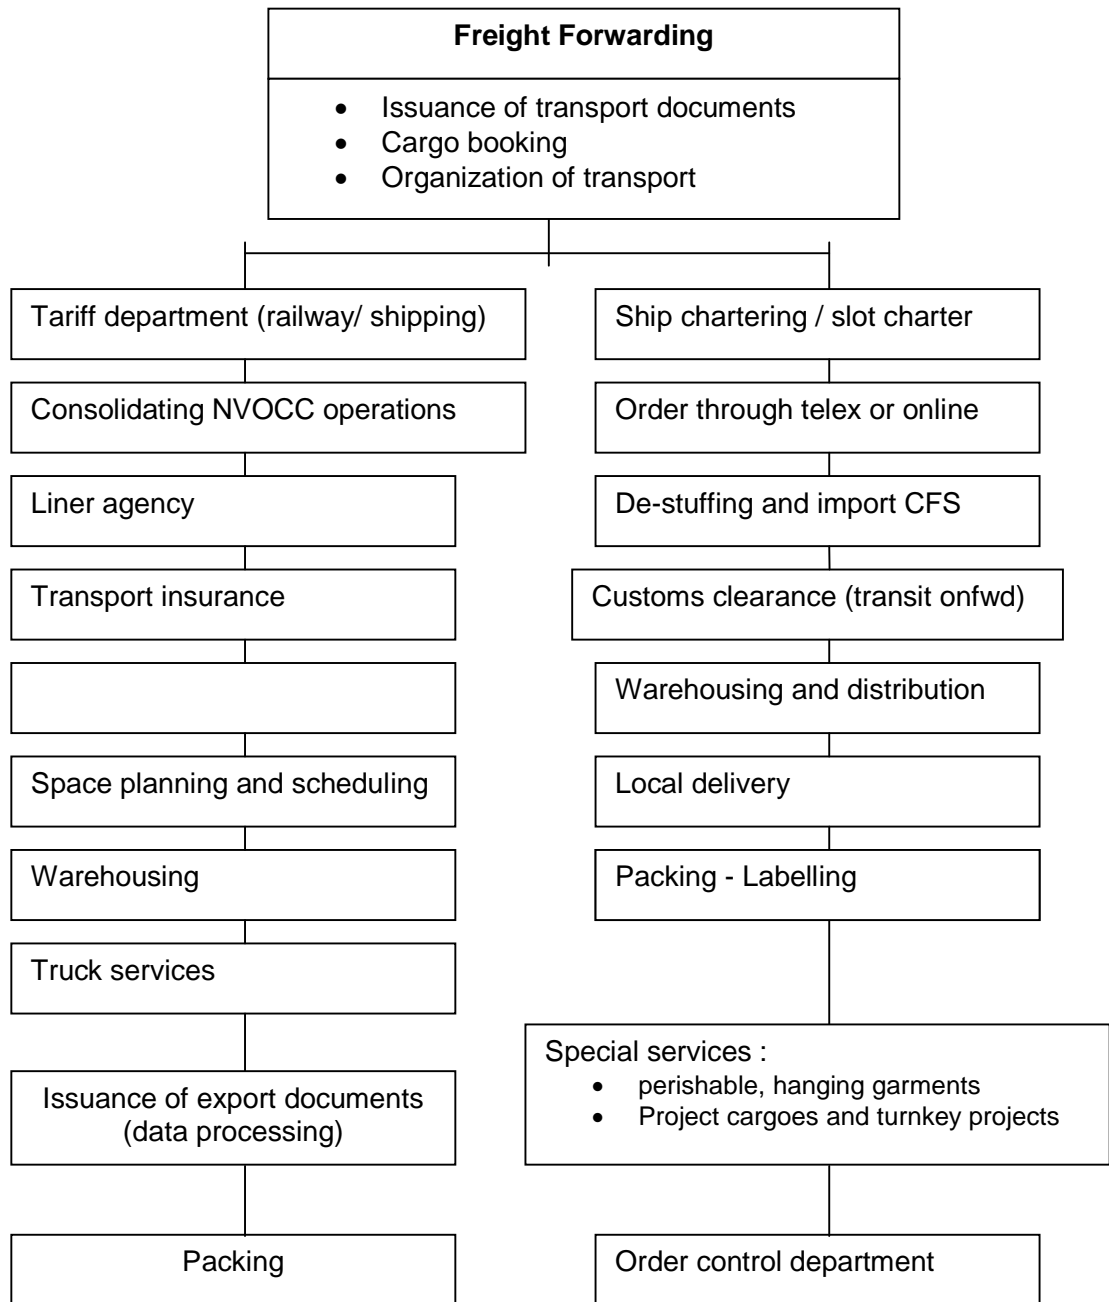 Freight Forwarding
• Issuance of transport documents
• Cargo booking
• Organization of transport
Tariff department (railway/ shipping)
Consolidating NVOCC operations
Liner agency
Transport insurance
Space planning and scheduling
Warehousing
Truck services
Issuance of export documents
(data processing)
Packing
Ship chartering / slot charter
Order through telex or online
De-stuffing and import CFS
Customs clearance (transit onfwd)
Warehousing and distribution
Local delivery
Packing - Labelling
Special services :
• perishable, hanging garments
• Project cargoes and turnkey projects
Order control department